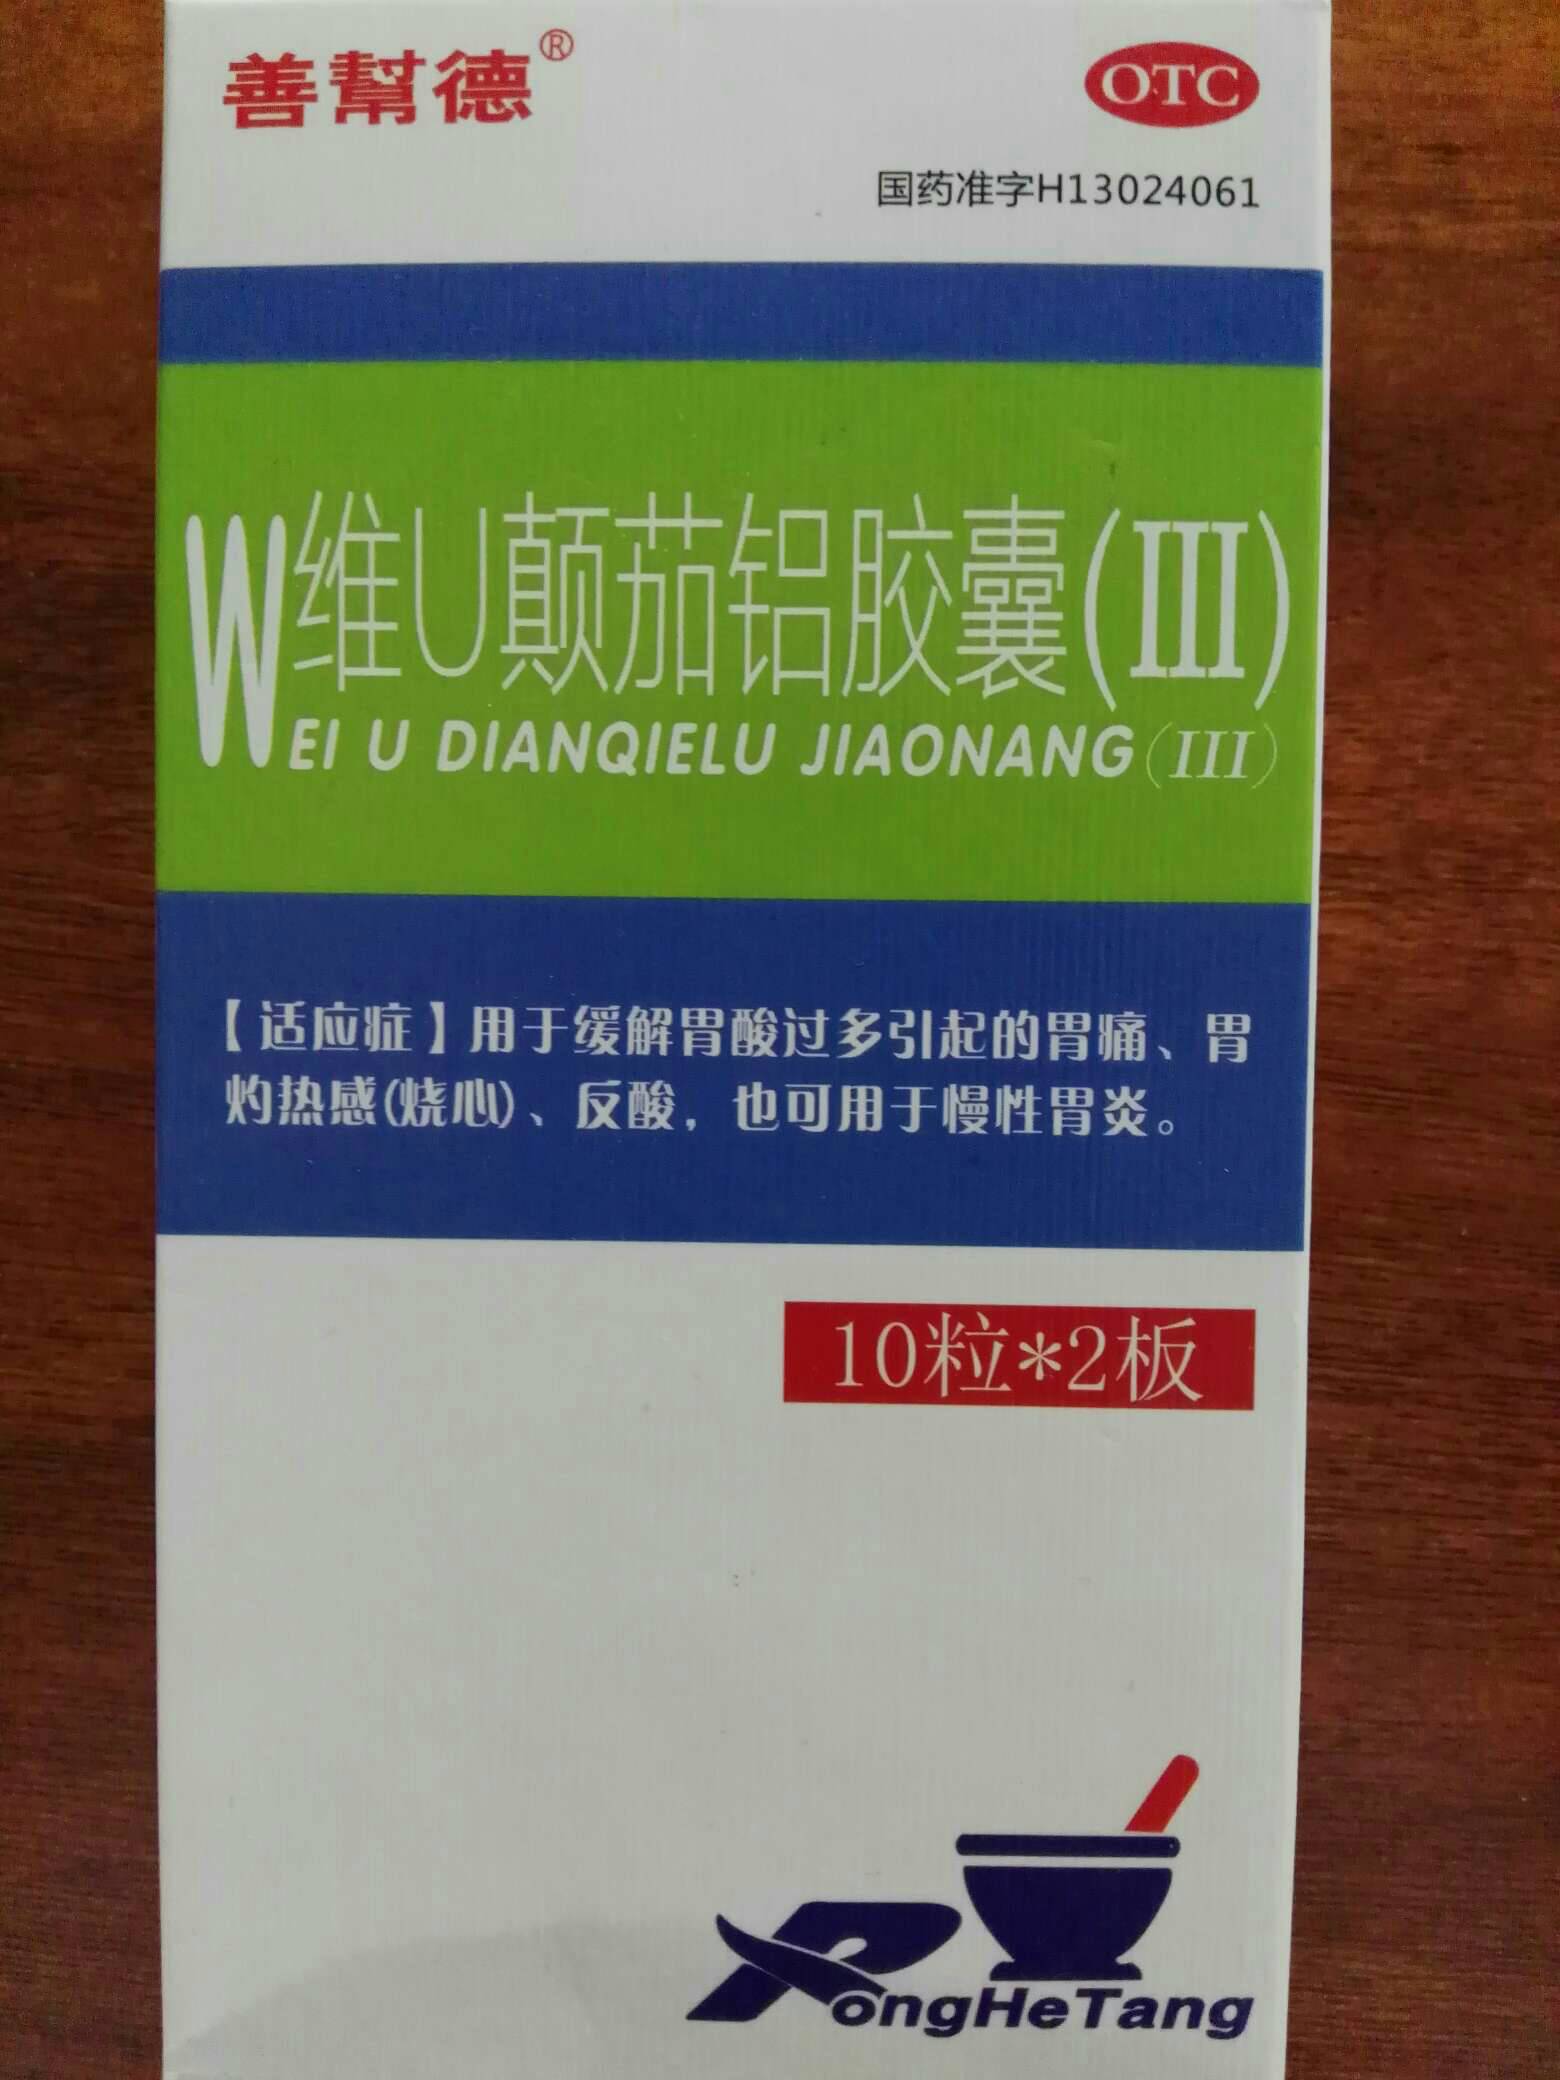 善幫德®
OTC
国药准字H13024061
维U颠茄铝胶囊(III)
WEI U DIANQIELU JIAONANG(III)
【适应症】用于缓解胃酸过多引起的胃痛、胃
灼热感(烧心)、反酸，也可用于慢性胃炎。
10粒*2板
RongHeTang